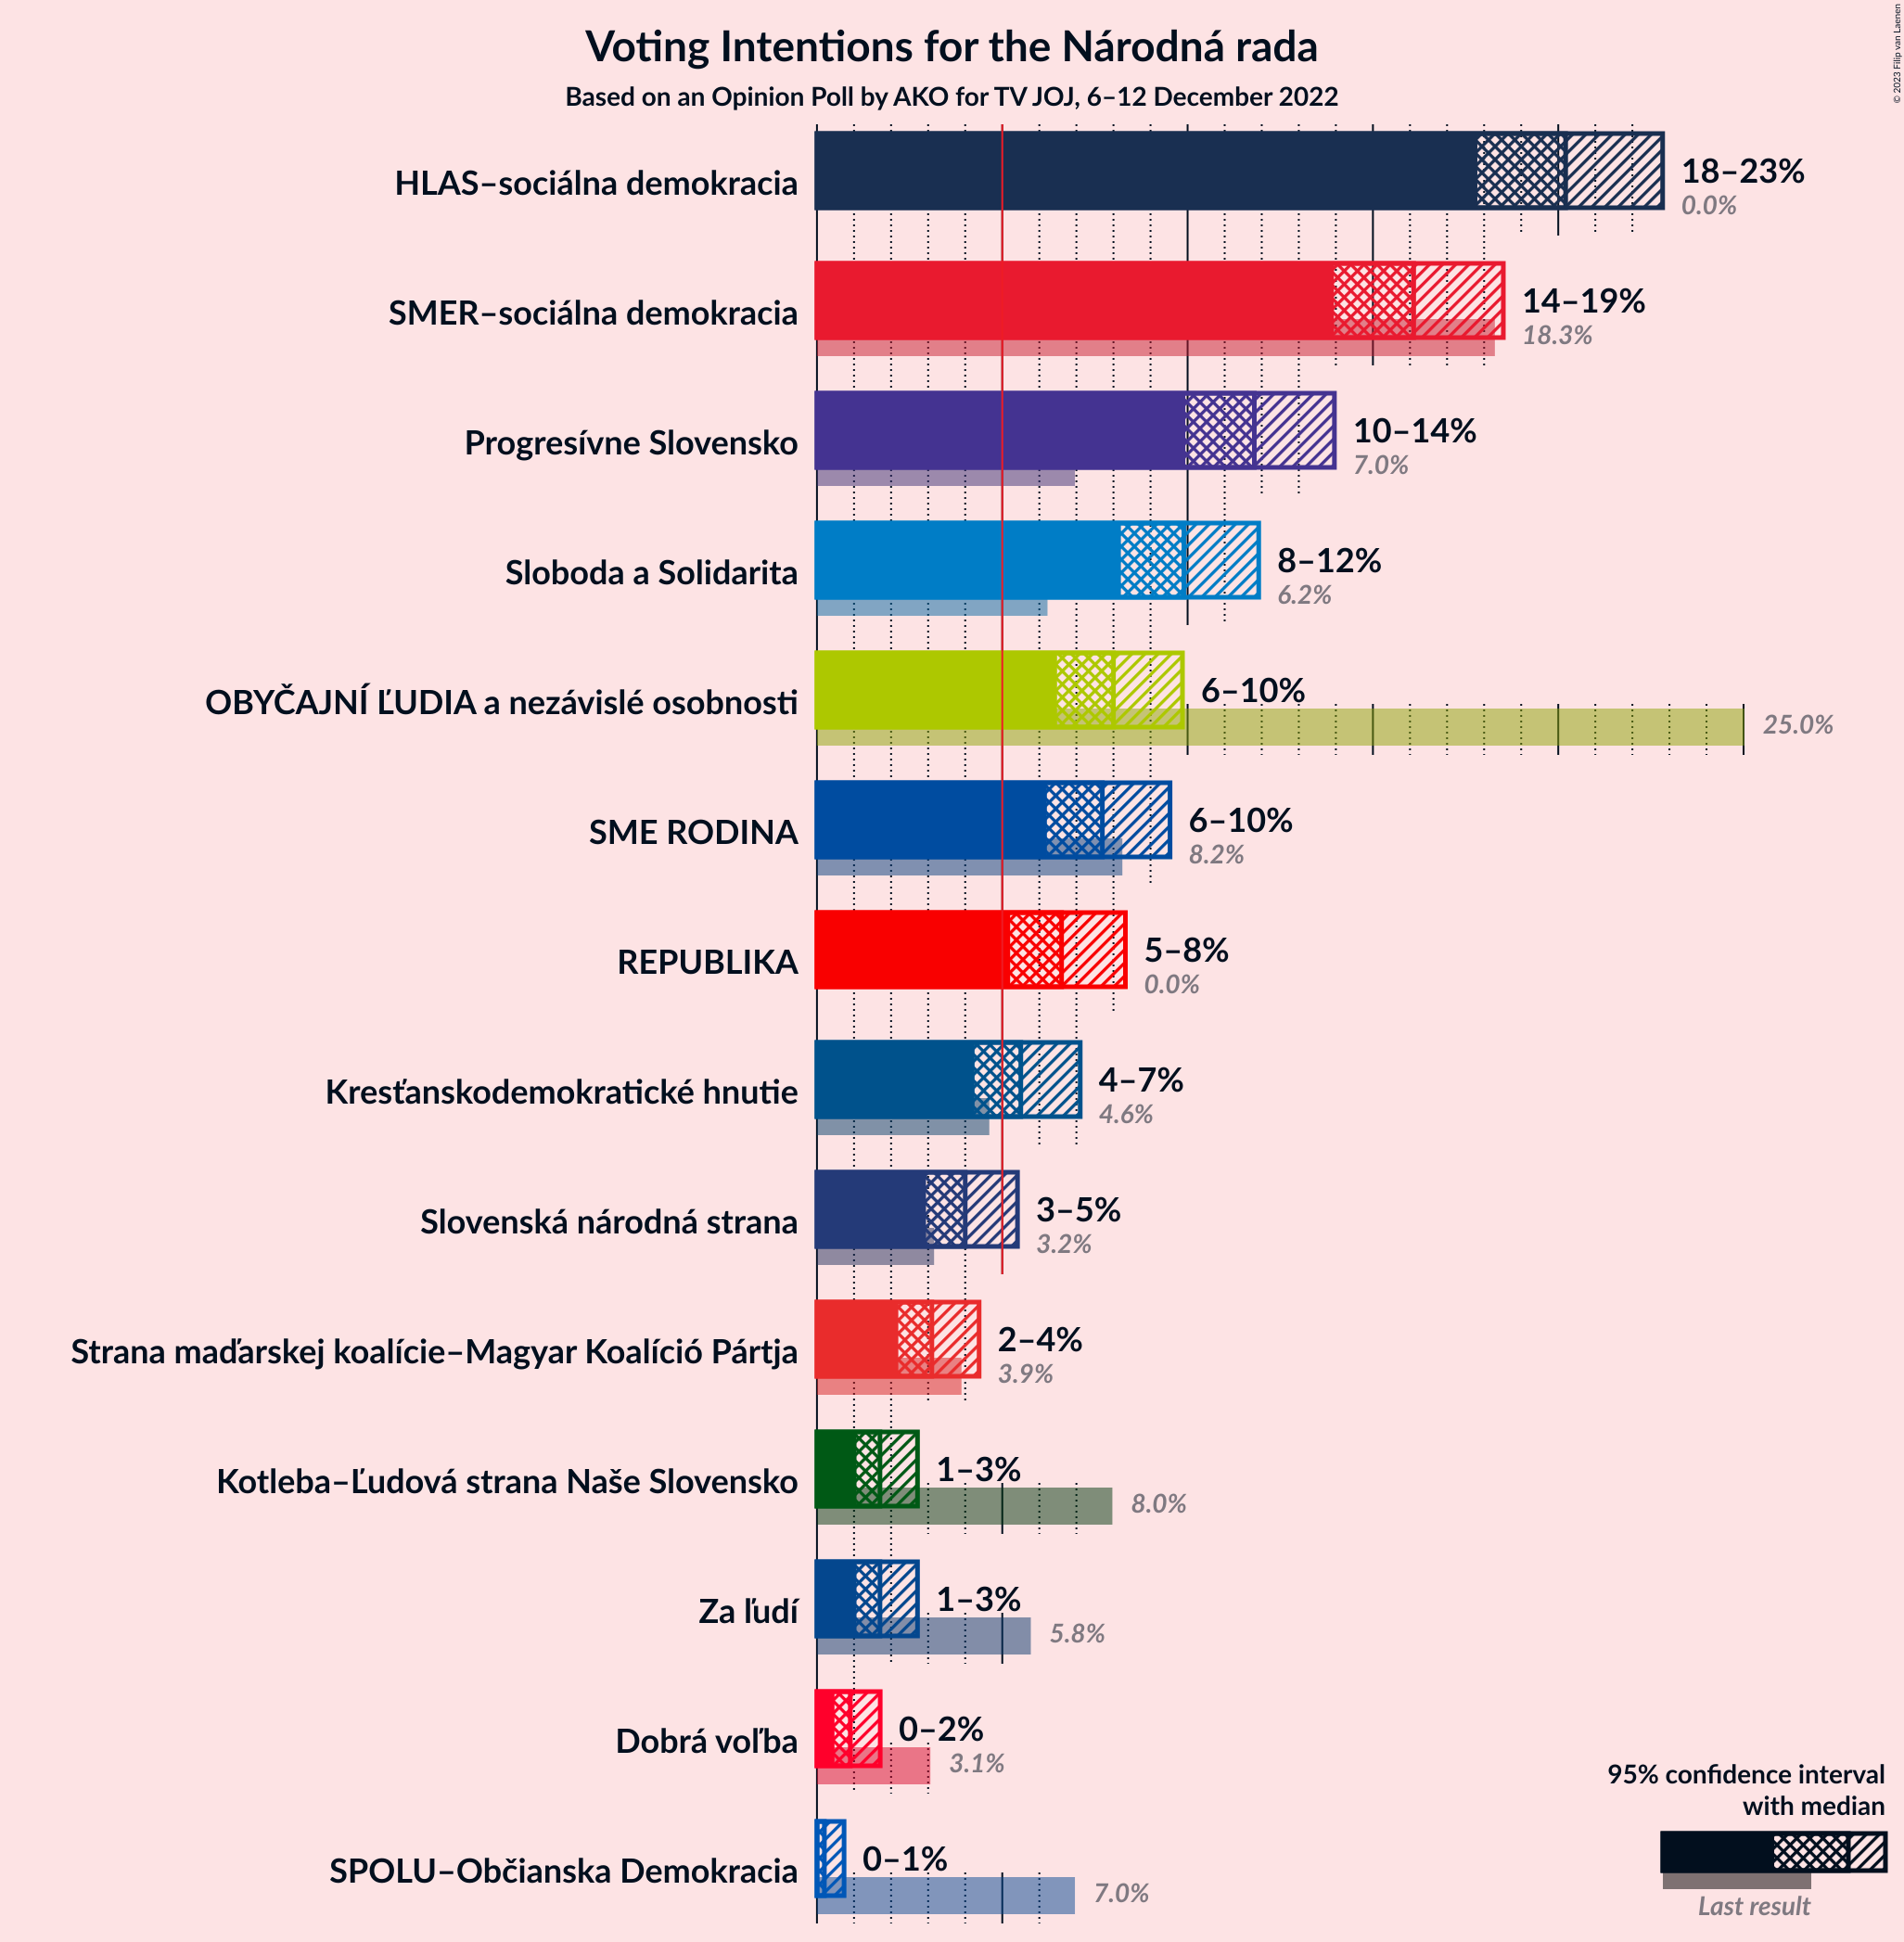 Voting Intentions for the Národná rada
Based on an Opinion Poll by AKO for TV JOJ, 6–12 December 2022
© 2023 Filip van Laenen
HLAS–sociálna demokracia
18–23%
0.0%
SMER–sociálna demokracia
14–19%
18.3%
Progresívne Slovensko
10–14%
7.0%
Sloboda a Solidarita
8–12%
6.2%
OBYČAJNÍ ĽUDIA a nezávislé osobnosti
6–10%
25.0%
SME RODINA
6–10%
8.2%
REPUBLIKA
5–8%
0.0%
Kresťanskodemokratické hnutie
4–7%
4.6%
Slovenská národná strana
3–5%
3.2%
Strana maďarskej koalície–Magyar Koalíció Pártja
2–4%
3.9%
Kotleba–Ľudová strana Naše Slovensko
1–3%
8.0%
Za ľudí
1–3%
5.8%
Dobrá voľba
0–2%
3.1%
SPOLU–Občianska Demokracia
0–1%
7.0%
95% confidence interval
with median
Last result